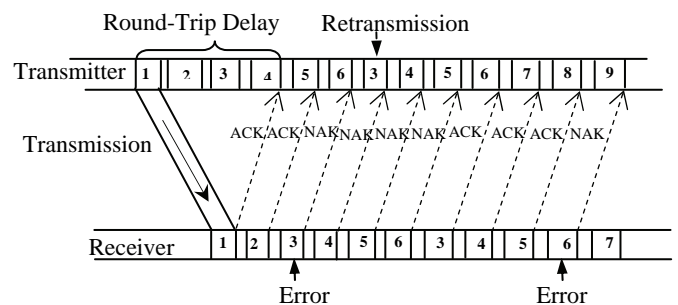 Round-Trip Delay
Retransmission
Transmitter 1 2 3 4 5 6 3 4 5 6 7 8 9
ACK ACK NAK NAK NAK NAK ACK ACK ACK NAK
Transmission
Receiver 1 2 3 4 5 6 3 4 5 6 7
Error Error